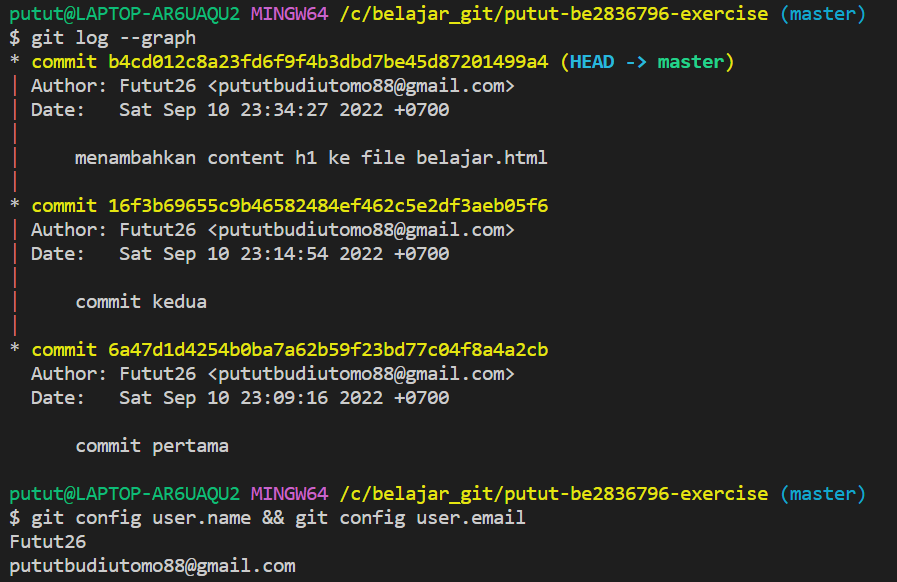 putut@LAPTOP-AR6UAQU2 MINGW64 /c/belajar_git/putut-be2836796-exercise (master)
$ git log --graph
* commit b4cd012c8a23fd6f9f4b3dbd7be45d87201499a4 (HEAD -> master)
| Author: Futut26 <pututbudiutomo88@gmail.com>
| Date:   Sat Sep 10 23:34:27 2022 +0700
|
|     menambahkan content h1 ke file belajar.html
|
* commit 16f3b69655c9b46582484ef462c5e2df3aeb05f6
| Author: Futut26 <pututbudiutomo88@gmail.com>
| Date:   Sat Sep 10 23:14:54 2022 +0700
|
|     commit kedua
|
* commit 6a47d1d4254b0ba7a62b59f23bd77c04f8a4a2cb
  Author: Futut26 <pututbudiutomo88@gmail.com>
  Date:   Sat Sep 10 23:09:16 2022 +0700

      commit pertama

putut@LAPTOP-AR6UAQU2 MINGW64 /c/belajar_git/putut-be2836796-exercise (master)
$ git config user.name && git config user.email
Futut26
pututbudiutomo88@gmail.com